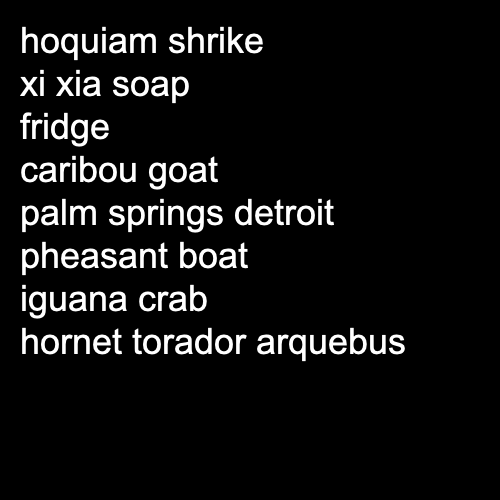 hoquiam shrike
xi xia soap
fridge
caribou goat
palm springs detroit
pheasant boat
iguana crab
hornet torador arquebus